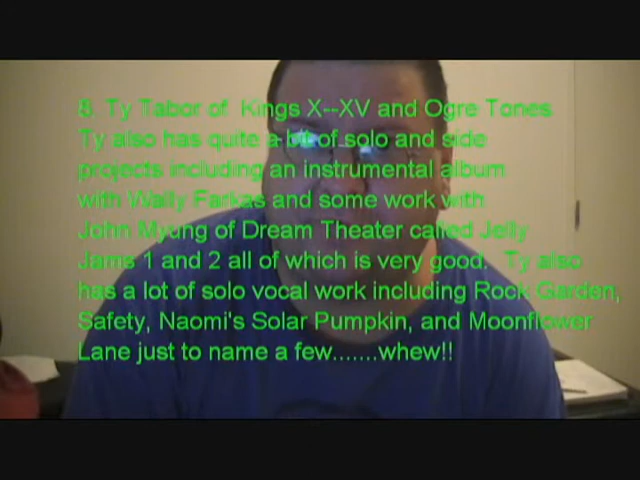 5. Ty Tabor of Kings X--XV and Ogre Tones
Ty also has quite a bit of solo and side
projects including an instrumental album
with Wally Farkas and some work with
John Myung of Dream Theater called Jelly
Jams 1 and 2 all of which is very good. Ty also
has a lot of solo vocal work including Rock Garden,
Safety, Naomi's Solar Pumpkin, and Moonflower
Lane just to name a few.......whew!!